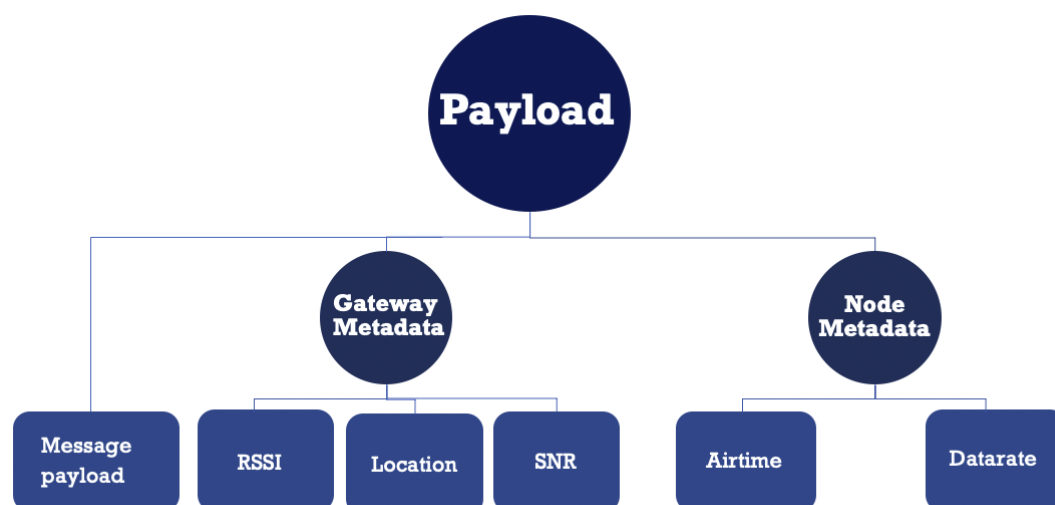 Payload
Gateway
Metadata
Node
Metadata
Message
payload
RSSI
Location
SNR
Airtime
Datarate